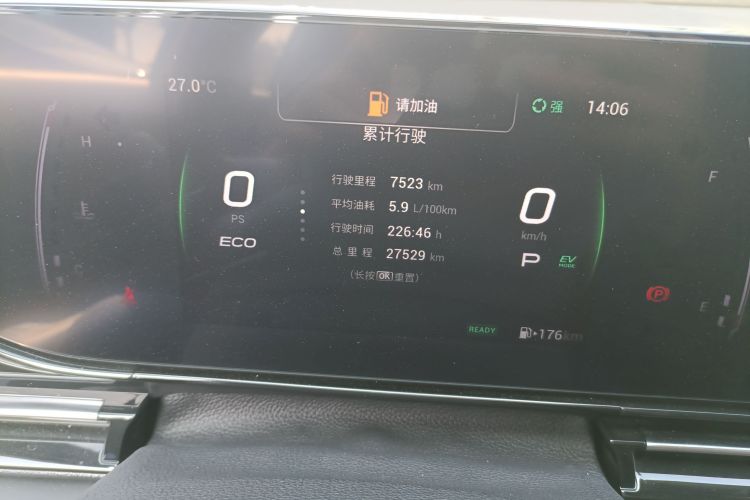 27.0°C
请加油
强
14:06
累计行驶
H
F
行驶里程 7523 km
平均油耗 5.9 L/100km
行驶时间 226:46 h
总里程 27529 km
(长按OK重置)
0
PS
ECO
0
km/h
P
EV
MODE
C
P
E
READY
176km